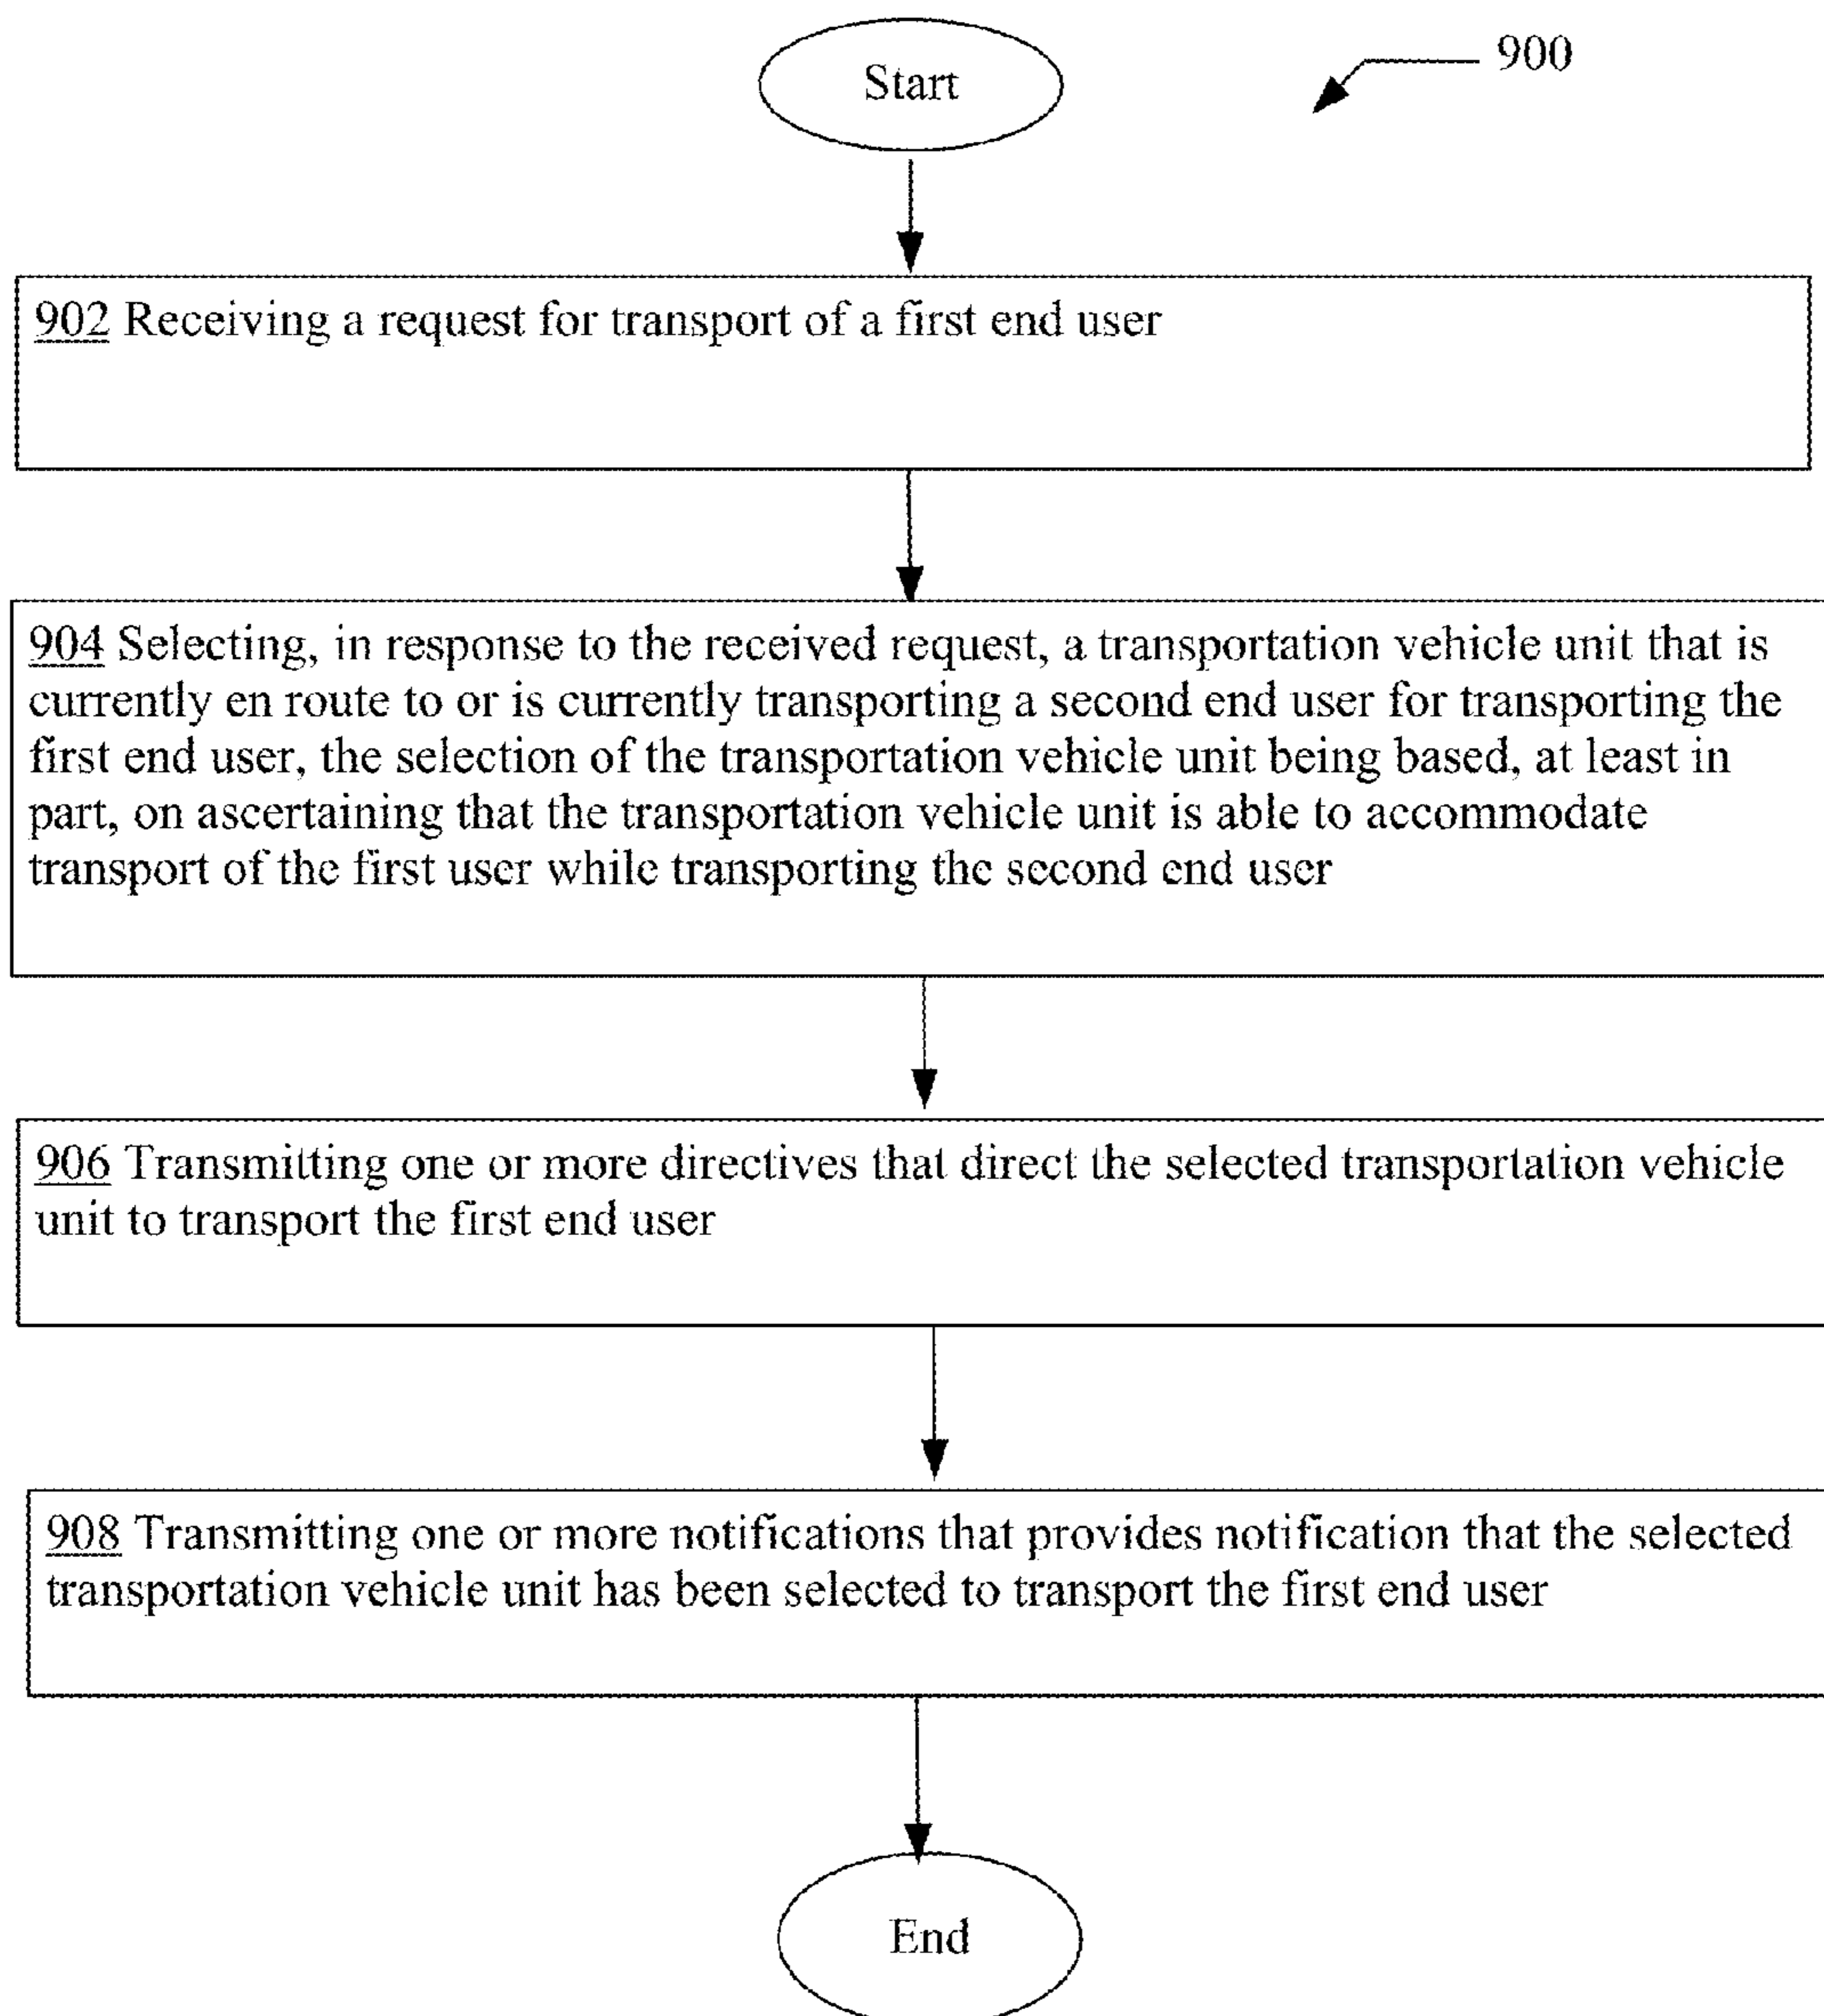 Start
900
902 Receiving a request for transport of a first end user
904 Selecting, in response to the received request, a transportation vehicle unit that is
currently en route to or is currently transporting a second end user for transporting the
first end user, the selection of the transportation vehicle unit being based, at least in
part, on ascertaining that the transportation vehicle unit is able to accommodate
transport of the first user while transporting the second end user
906 Transmitting one or more directives that direct the selected transportation vehicle
unit to transport the first end user
908 Transmitting one or more notifications that provides notification that the selected
transportation vehicle unit has been selected to transport the first end user
End